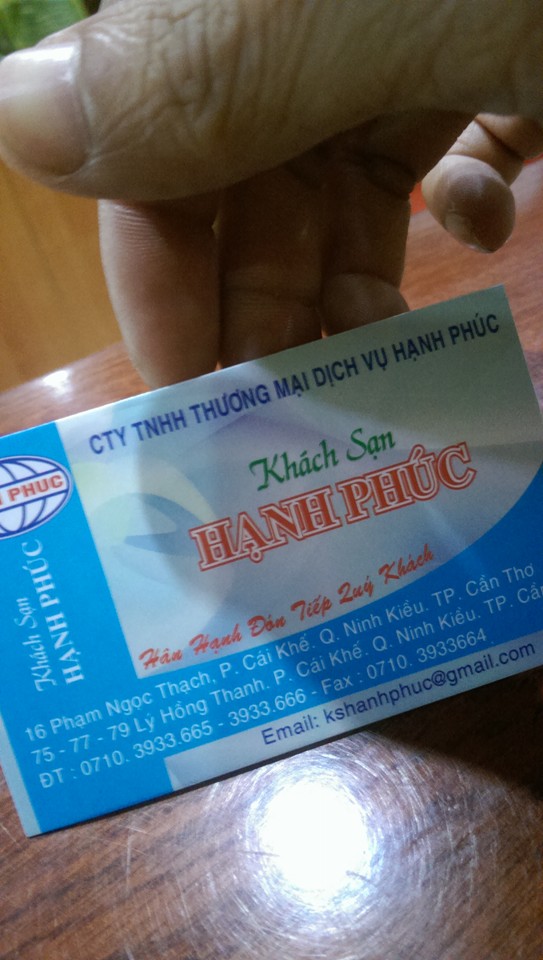 CTY TNHH THƯƠNG MẠI DỊCH VỤ HẠNH PHÚC
PHUC
Khách Sạn
HẠNH PHÚC
Khách Sạn
HẠNH PHÚC
Hân Hạnh Đón Tiếp Quý Khách
16 Phạm Ngọc Thạch, P. Cái Khế. Q. Ninh Kiều. TP. Cần Thơ
75 - 77 - 79 Lý Hồng Thanh. P. Cái Khế. Q. Ninh Kiều. TP. Cần
ĐT : 0710. 3933.665 - 3933.666 - Fax : 0710. 3933664
Email: kshanhphuc@gmail.com